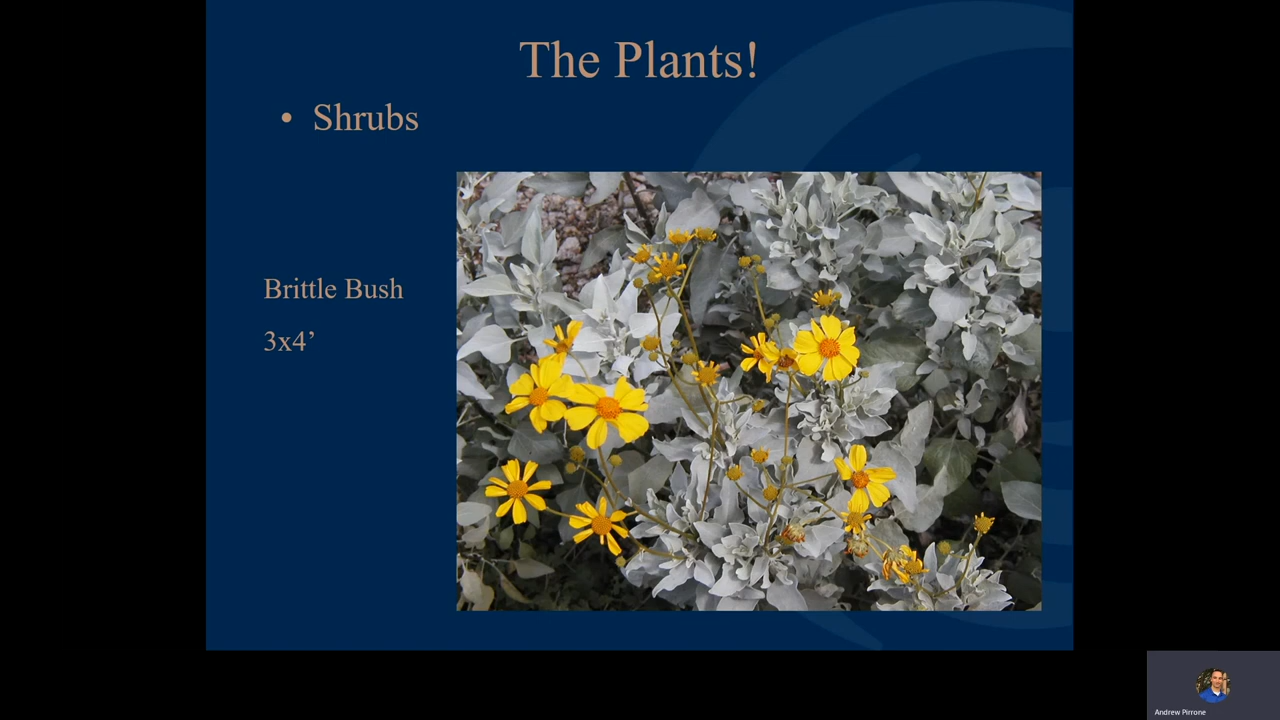 The Plants!
• Shrubs
Brittle Bush
3x4’
Andrew Pirrone